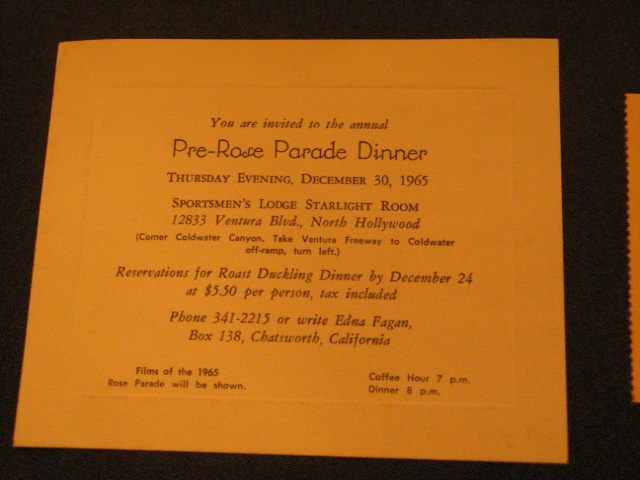 You are invited to the annual
Pre-Rose Parade Dinner
Thursday Evening, December 30, 1965
Sportsmen's Lodge Starlight Room
12833 Ventura Blvd., North Hollywood
(Corner Coldwater Canyon. Take Ventura Freeway to Coldwater
off-ramp, turn left.)
Reservations for Roast Duckling Dinner by December 24
at $5.50 per person, tax included
Phone 341-2215 or write Edna Fagan,
Box 138, Chatsworth, California
Films of the 1965
Rose Parade will be shown.
Coffee Hour 7 p.m.
Dinner 8 p.m.